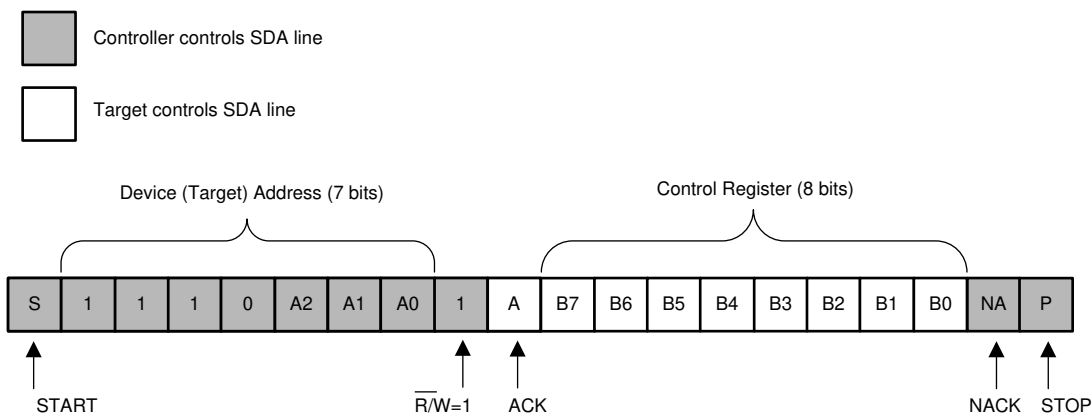 Controller controls SDA line
Target controls SDA line
Device (Target) Address (7 bits)
Control Register (8 bits)
S 1 1 1 0 A2 A1 A0 1 A B7 B6 B5 B4 B3 B2 B1 B0 NA P
START R/W=1 ACK NACK STOP